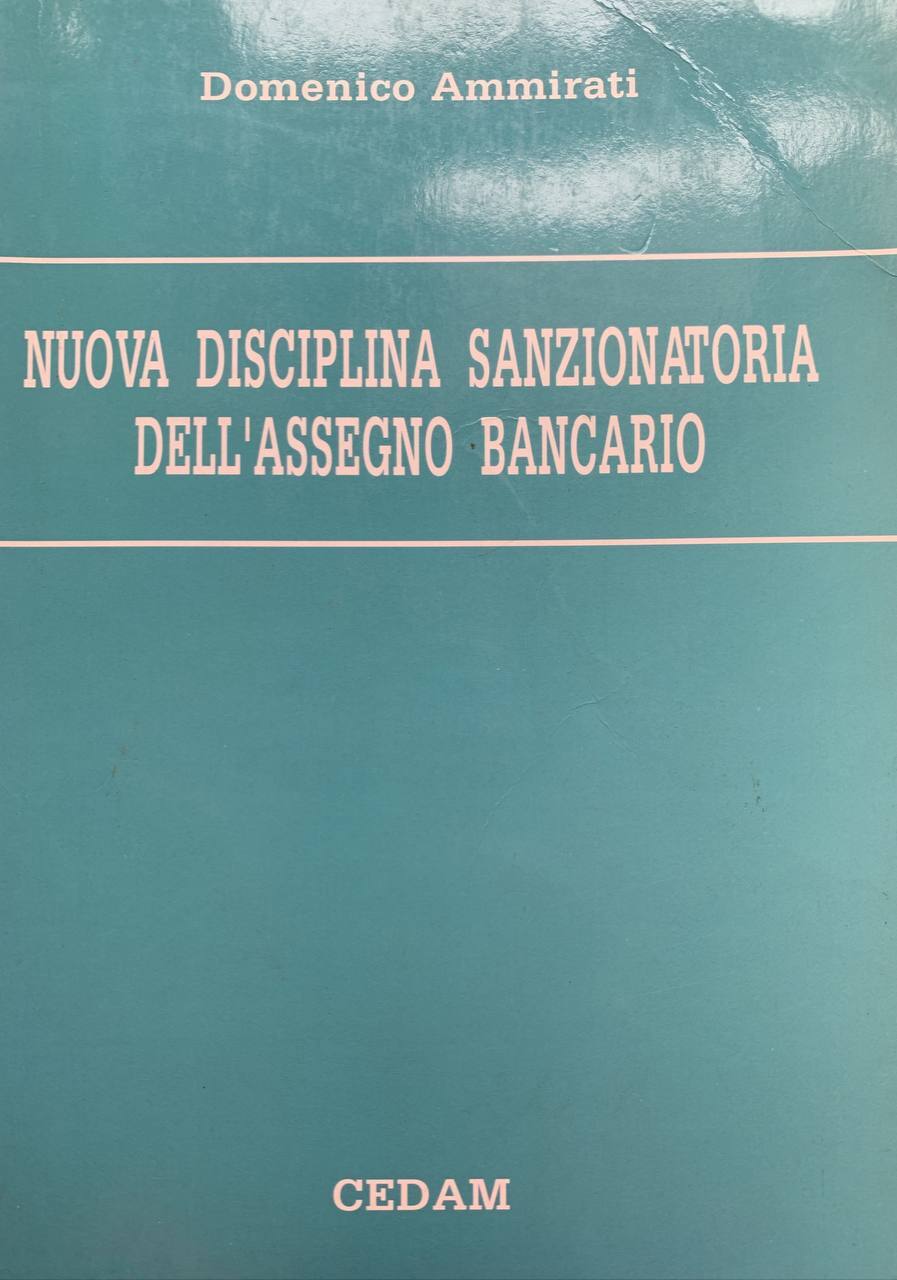 Domenico Ammirati
NUOVA DISCIPLINA SANZIONATORIA
DELL'ASSEGNO BANCARIO
CEDAM